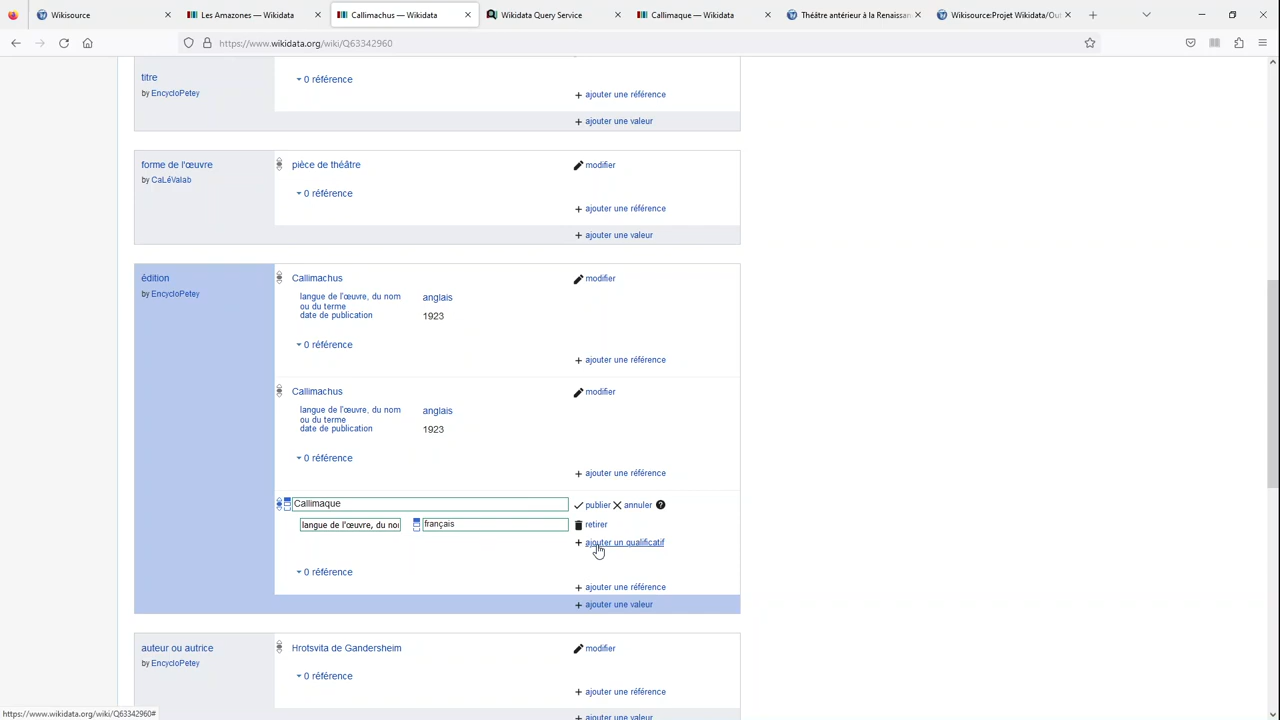 Wikisource
Les Amazones — Wikidata
Callimachus — Wikidata
Wikidata Query Service
Callimaque — Wikidata
Théâtre antérieur à la Renaissan
Wikisource:Projet Wikidata/Out
https://www.wikidata.org/wiki/Q63342960
titre
by EncycloPetey
0 référence
ajouter une référence
ajouter une valeur
forme de l'œuvre
by CaLéValab
pièce de théâtre
modifier
0 référence
ajouter une référence
ajouter une valeur
édition
by EncycloPetey
Callimachus
modifier
langue de l'œuvre, du nom
ou du terme
anglais
date de publication
1923
0 référence
ajouter une référence
Callimachus
modifier
langue de l'œuvre, du nom
ou du terme
anglais
date de publication
1923
0 référence
ajouter une référence
Callimaque
publier
annuler
langue de l'œuvre, du noi
français
retirer
ajouter un qualificatif
0 référence
ajouter une référence
ajouter une valeur
auteur ou autrice
by EncycloPetey
Hrotsvita de Gandersheim
modifier
0 référence
ajouter une référence
ajouter une valeur
https://www.wikidata.org/wiki/Q63342960#